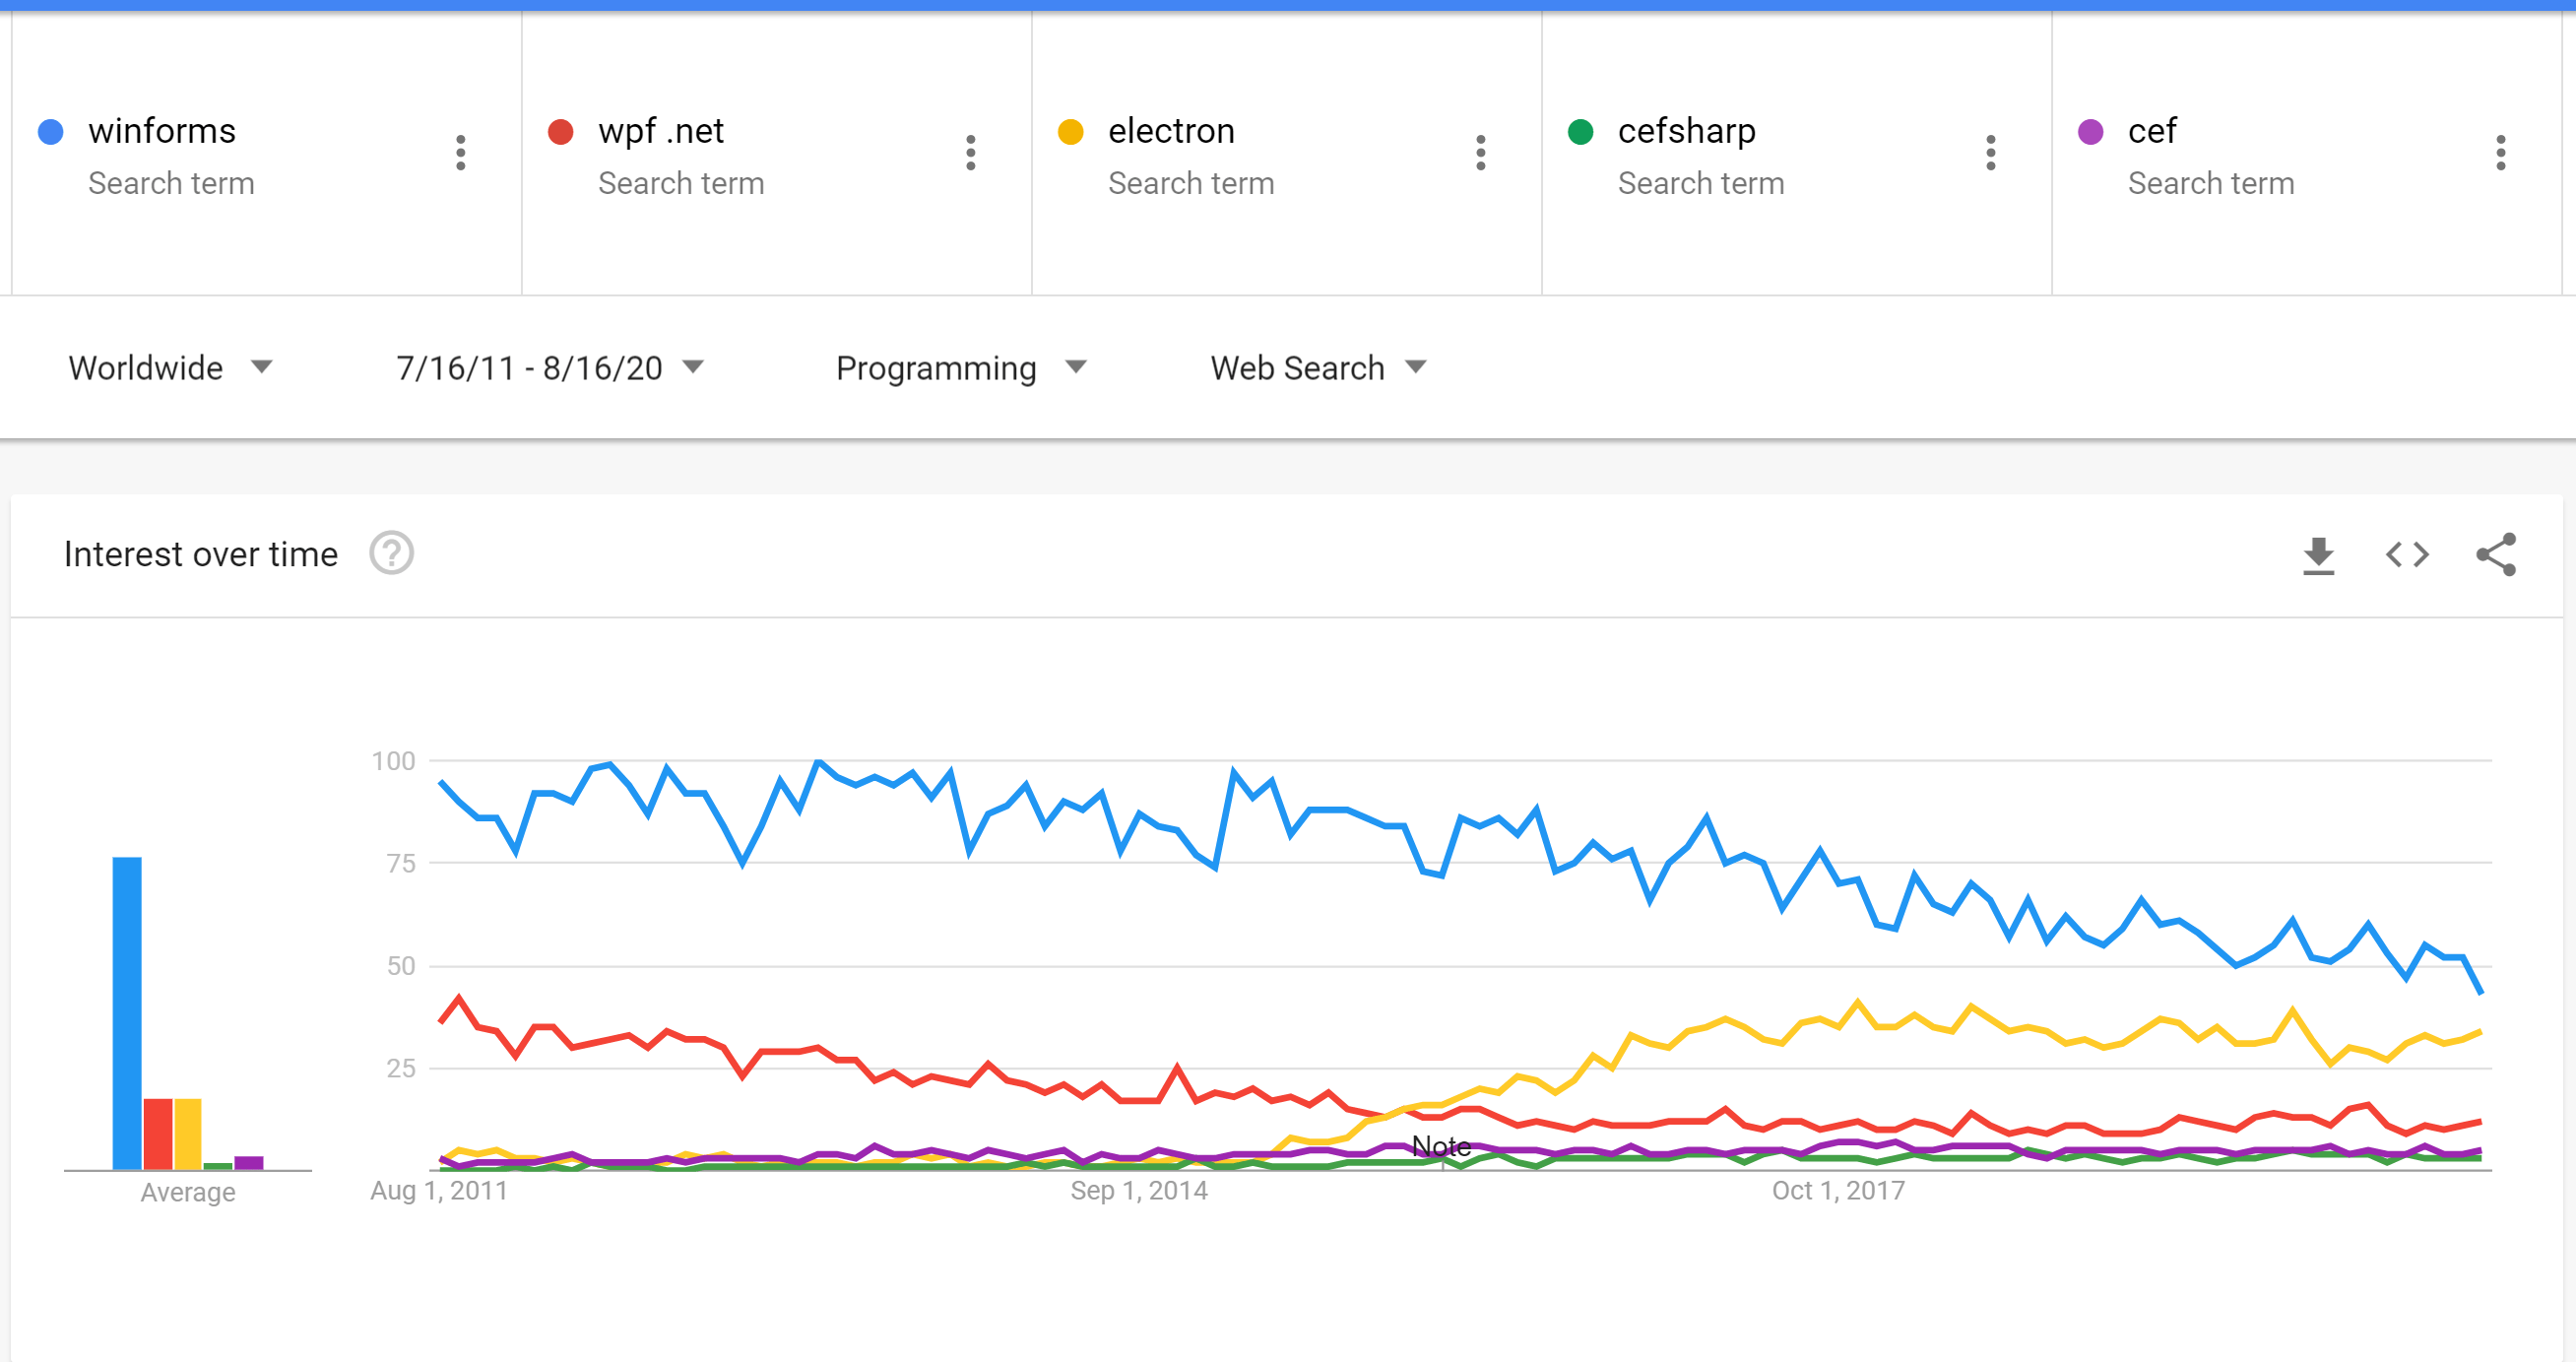 winforms
Search term
wpf .net
Search term
electron
Search term
cefsharp
Search term
cef
Search term
Worldwide
7/16/11 - 8/16/20
Programming
Web Search
Interest over time
?
100
75
50
25
Note
Average
Aug 1, 2011
Sep 1, 2014
Oct 1, 2017